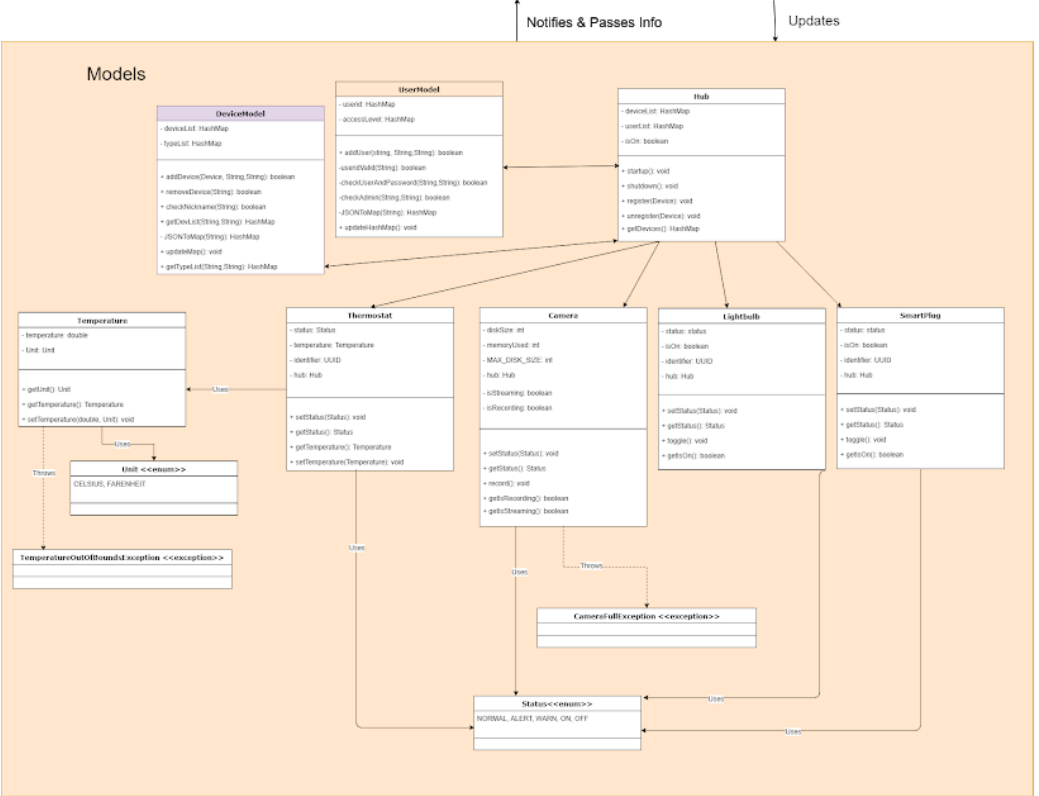 Notifies & Passes Info
Updates
Models
DeviceModel
- deviceList: HashMap
- typeList: HashMap
+ addDevice(Device, String,String): boolean
+ removeDevice(String): boolean
+ checkNickname(String): boolean
+ getDevList(String,String): HashMap
- JSONToMap(String): HashMap
+ updateMap(): void
+ getTypeList(String,String): HashMap
UserModel
- userid: HashMap
- accessLevel: HashMap
+ addUser(string, String,String): boolean
-useridValid(String): boolean
-checkUserAndPassword(String,String): boolean
-checkAdmin(String,String): boolean
-JSONToMap(String): HashMap
+ updateHashMap(): void
Hub
- deviceList: HashMap
- userList: HashMap
- isOn: boolean
+ startup(): void
+ shutdown(): void
+ register(Device): void
+ unregister(Device): void
+ getDevices(): HashMap
Temperature
- temperature: double
- Unit: Unit
+ getUnit(): Unit
+ getTemperature(): Temperature
+ setTemperature(double, Unit): void
Uses
Thermostat
- status: Status
- temperature: Temperature
- identifier: UUID
- hub: Hub
+ setStatus(Status): void
+ getStatus(): Status
+ getTemperature(): Temperature
+ setTemperature(Temperature): void
Camera
- diskSize: int
- memoryUsed: int
- MAX_DISK_SIZE: int
- hub: Hub
- isStreaming: boolean
- isRecording: boolean
+ setStatus(Status): void
+ getStatus(): Status
+ record(): void
+ getIsRecording(): boolean
+ getIsStreaming(): boolean
Lightbulb
- status: status
- isOn: boolean
- identifier: UUID
- hub: Hub
+ setStatus(Status): void
+ getStatus(): Status
+ toggle(): void
+ getIsOn(): boolean
SmartPlug
- status: status
- isOn: boolean
- identifier: UUID
- hub: Hub
+ setStatus(Status): void
+ getStatus(): Status
+ toggle(): void
+ getIsOn(): boolean
Uses
Throws
Unit <<enum>>
CELSIUS, FARENHEIT
TemperatureOutOfBoundsException <<exception>>
Uses
Uses
Throws
CameraFullException <<exception>>
Status<<enum>>
NORMAL, ALERT, WARN, ON, OFF
Uses
Uses